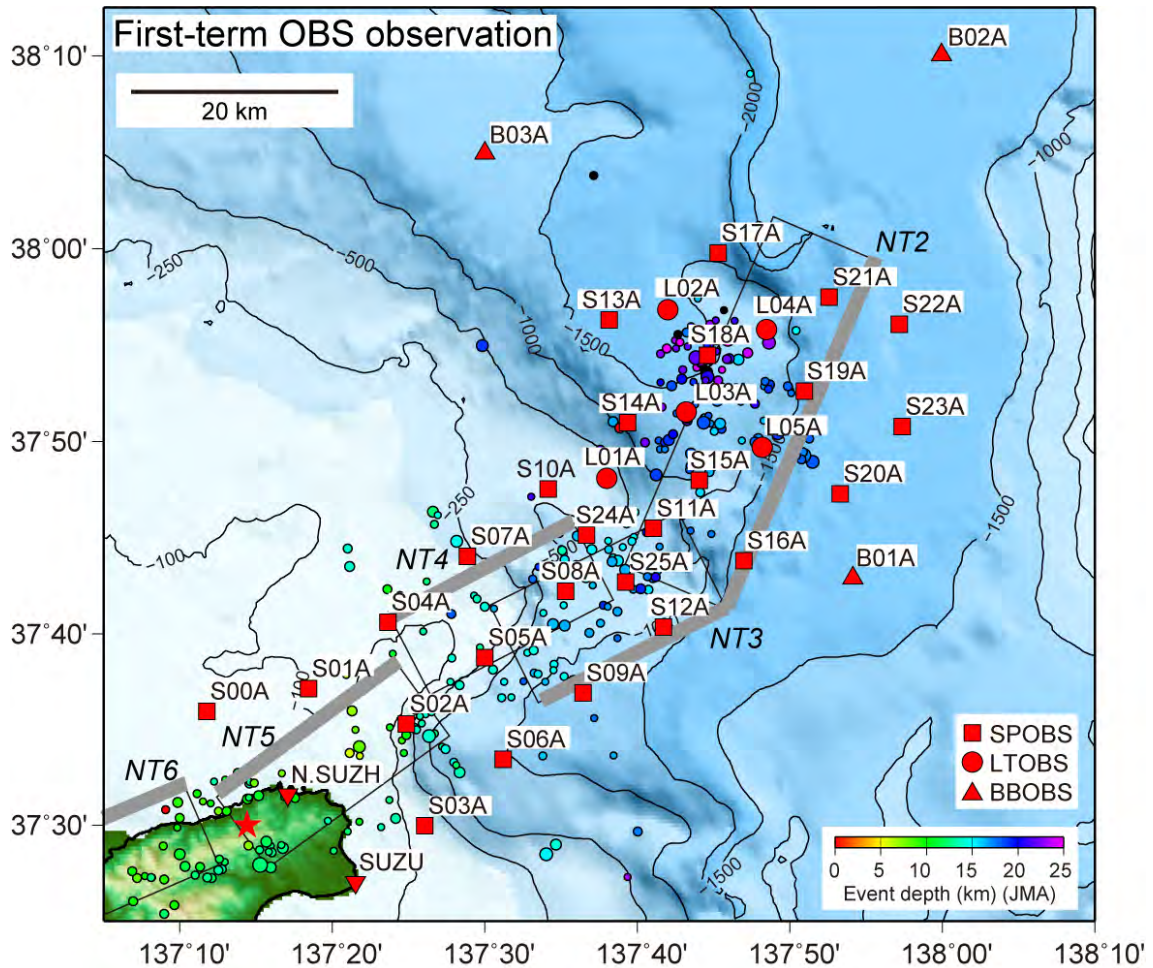 First-term OBS observation
20 km
38°10'
38°00'
37°50'
37°40'
37°30'
B02A
B03A
−2000
−1000
−250
−500
−1000
−1500
S17A
NT2
S21A
S13A
L02A
L04A
S22A
S18A
S19A
L03A
S14A
S23A
L05A
S10A
L01A
S15A
−1500
S20A
−1500
−250
S24A
S11A
−100
S07A
−500
S16A
NT4
S08A
S25A
B01A
S04A
S12A
NT3
S05A
S01A
−100
S00A
S09A
S02A
NT5
S06A
NT6
N.SUZH
S03A
SUZU
−1500
SPOBS
LTOBS
BBOBS
0 5 10 15 20 25
Event depth (km) (JMA)
137°10' 137°20' 137°30' 137°40' 137°50' 138°00' 138°10'